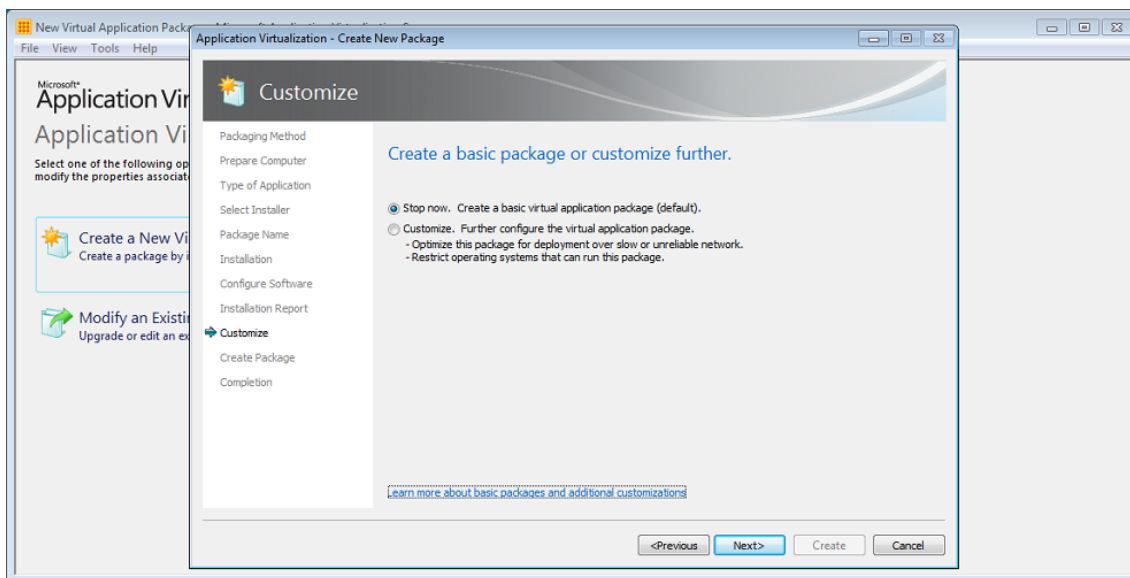 New Virtual Application Packa
File View Tools Help
Microsoft®
Application Vir
Application Vi
Select one of the following op
modify the properties associat
Create a New Vi
Create a package by i
Modify an Existi
Upgrade or edit an ex
Application Virtualization - Create New Package
Customize
Packaging Method
Prepare Computer
Type of Application
Select Installer
Package Name
Installation
Configure Software
Installation Report
Customize
Create Package
Completion
Create a basic package or customize further.
Stop now. Create a basic virtual application package (default).
Customize. Further configure the virtual application package.
- Optimize this package for deployment over slow or unreliable network.
- Restrict operating systems that can run this package.
Learn more about basic packages and additional customizations
<Previous Next> Create Cancel